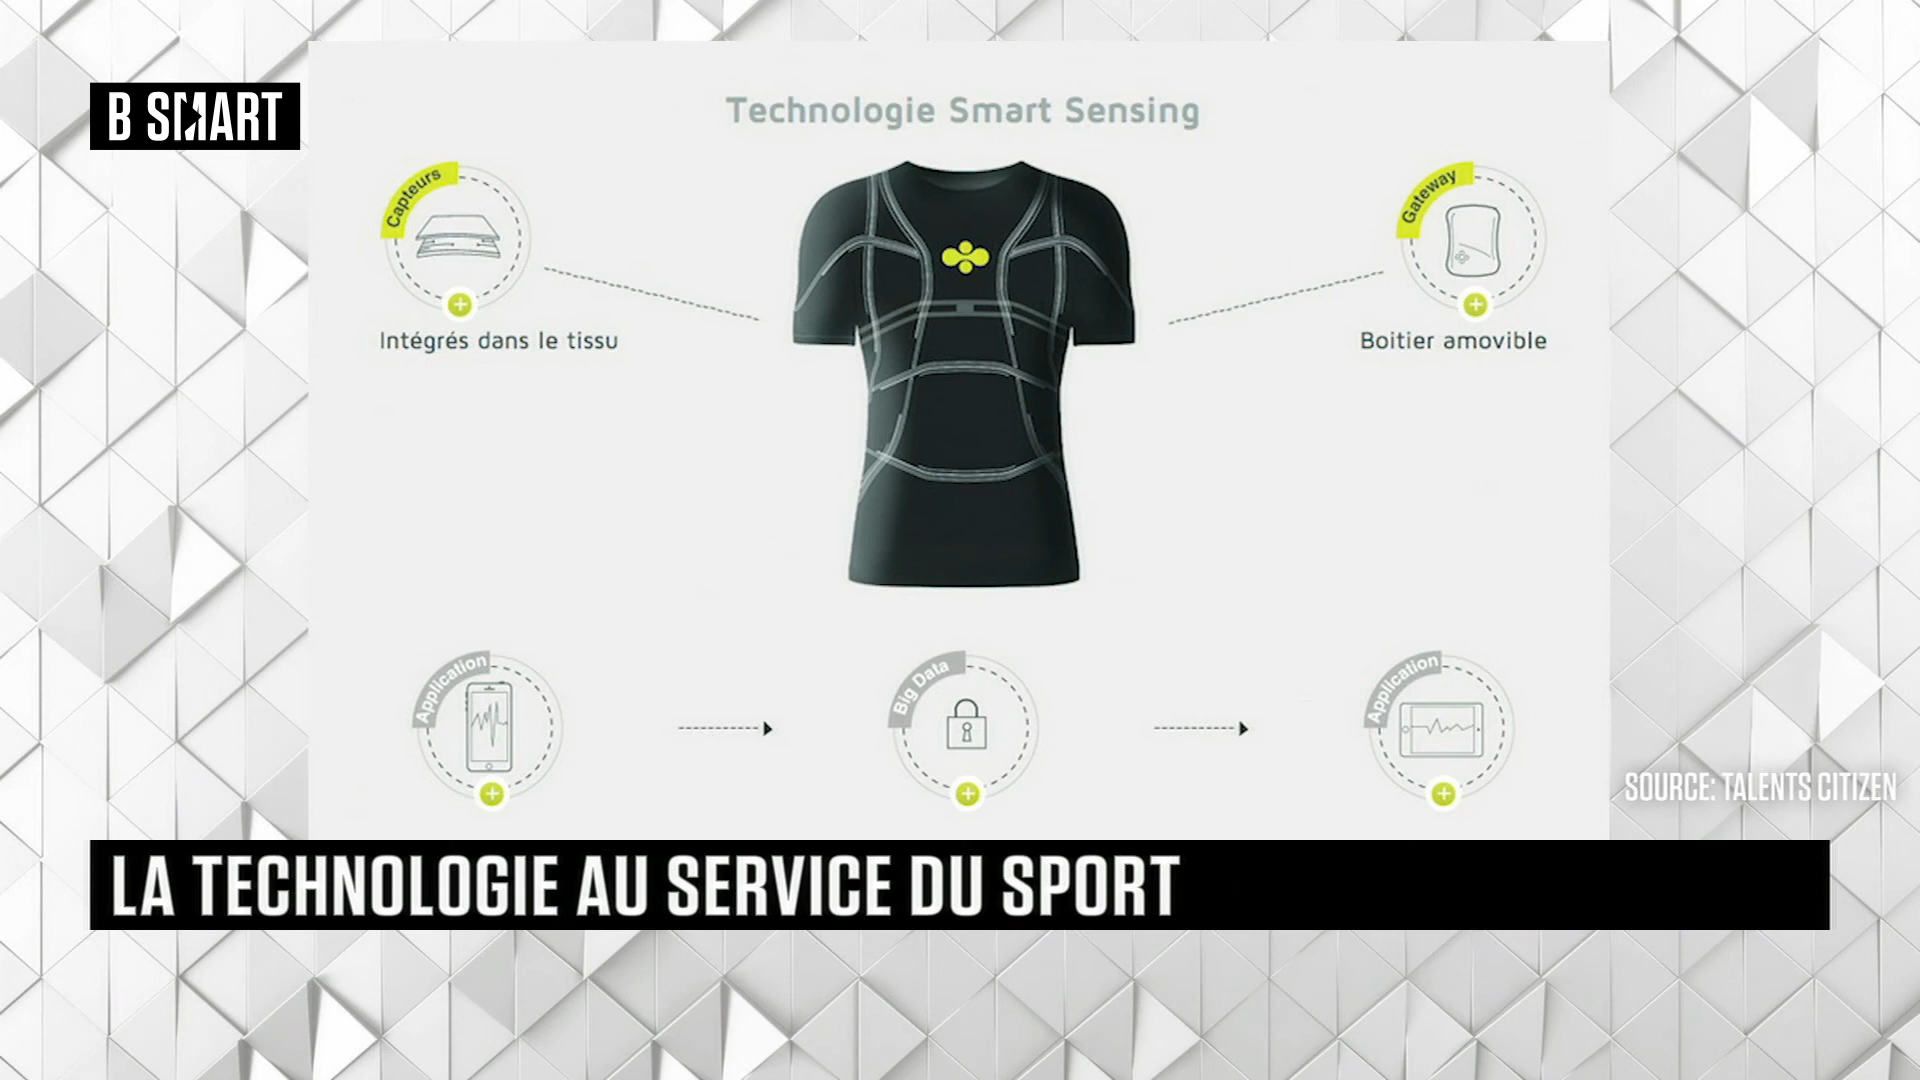 B SMART
Technologie Smart Sensing
Capteurs
Intégrés dans le tissu
Gateway
Boitier amovible
Application
Big Data
Application
SOURCE: TALENTS CITIZEN
LA TECHNOLOGIE AU SERVICE DU SPORT